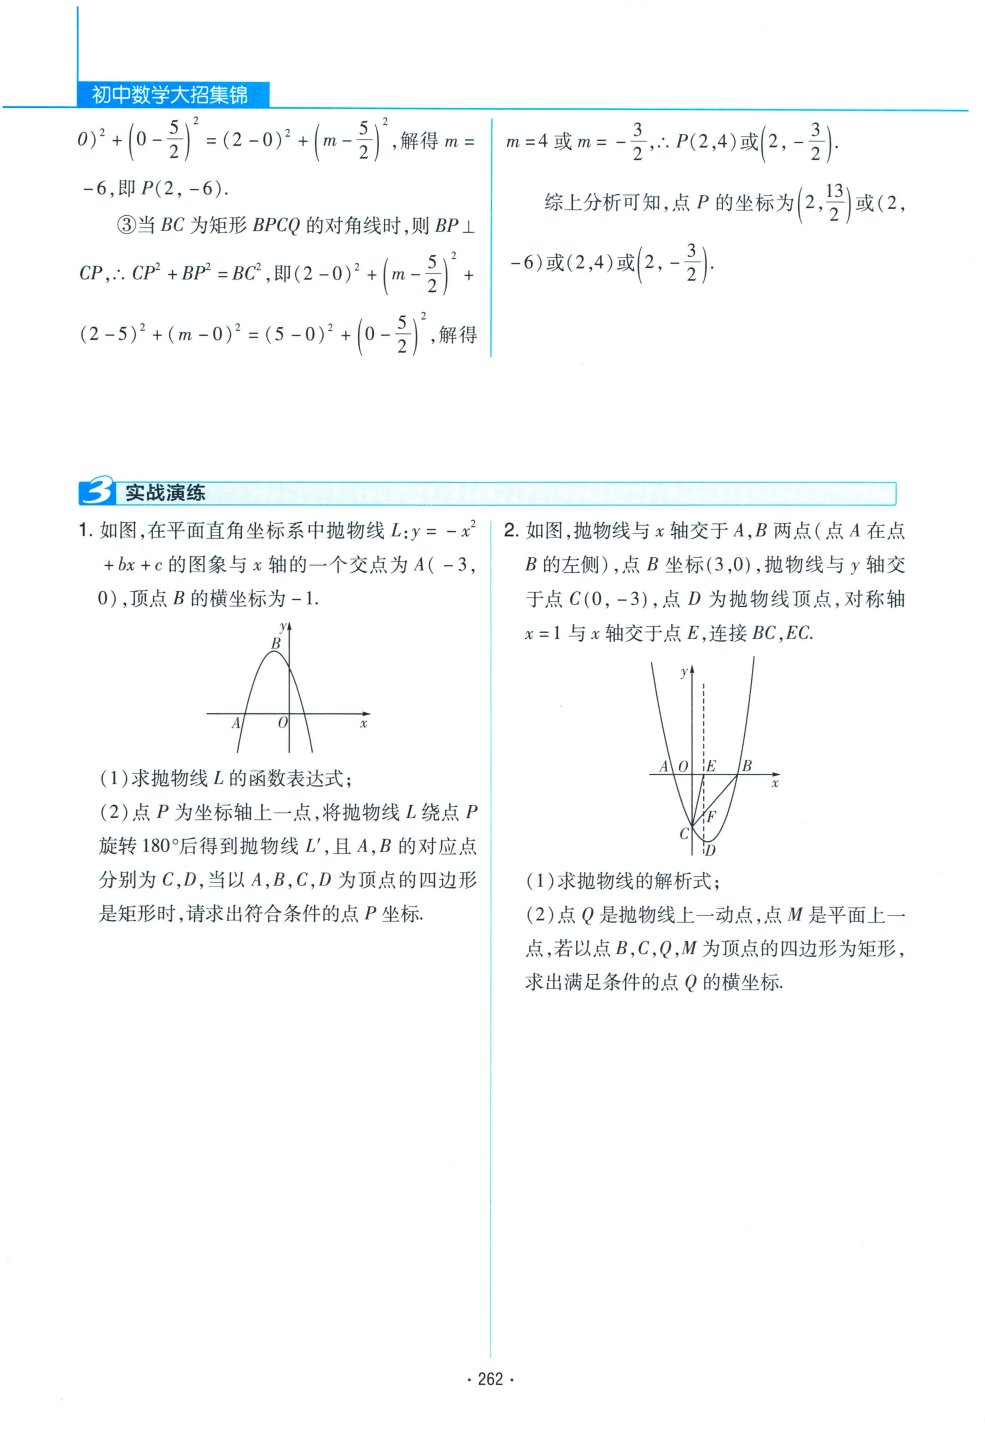 初中数学大招集锦
0)² + (0 - 5/2)² = (2 - 0)² + (m - 5/2)², 解得 m =
-6, 即 P(2, -6).
③当 BC 为矩形 BPCQ 的对角线时, 则 BP⊥
CP, ∴ CP² + BP² = BC², 即(2 - 0)² + (m - 5/2)² +
(2 - 5)² + (m - 0)² = (5 - 0)² + (0 - 5/2)², 解得
m = 4 或 m = -3/2, ∴ P(2,4)或(2, -3/2).
综上分析可知, 点 P 的坐标为(2, 13/2)或(2,
-6)或(2,4)或(2, -3/2).
3 实战演练
1. 如图, 在平面直角坐标系中抛物线 L: y = -x²
+ bx + c 的图象与 x 轴的一个交点为 A( -3,
0), 顶点 B 的横坐标为 -1.
y
B
A
O
x
(1)求抛物线 L 的函数表达式;
(2)点 P 为坐标轴上一点, 将抛物线 L 绕点 P
旋转 180°后得到抛物线 L′, 且 A, B 的对应点
分别为 C, D, 当以 A, B, C, D 为顶点的四边形
是矩形时, 请求出符合条件的点 P 坐标.
2. 如图, 抛物线与 x 轴交于 A, B 两点(点 A 在点
B 的左侧), 点 B 坐标(3,0), 抛物线与 y 轴交
于点 C(0, -3), 点 D 为抛物线顶点, 对称轴
x = 1 与 x 轴交于点 E, 连接 BC, EC.
y
A O E B
x
F
C
D
(1)求抛物线的解析式;
(2)点 Q 是抛物线上一动点, 点 M 是平面上一
点, 若以点 B, C, Q, M 为顶点的四边形为矩形,
求出满足条件的点 Q 的横坐标.
· 262 ·